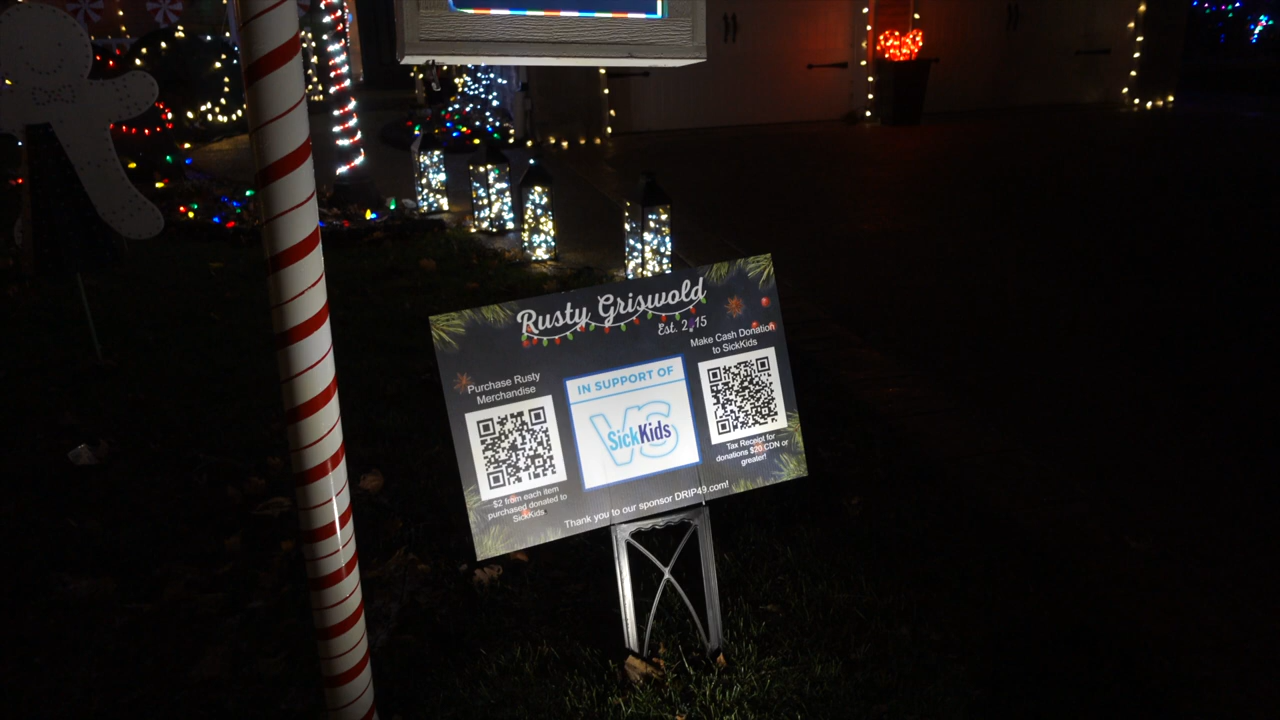 Rusty Griswold
Est. 2015
Purchase Rusty
Merchandise
$2 from each item
purchased donated to
SickKids
IN SUPPORT OF
VS
SickKids
Make Cash Donation
to SickKids
Tax Receipt for
donations $20 CDN or
greater!
Thank you to our sponsor DRIP49.com!